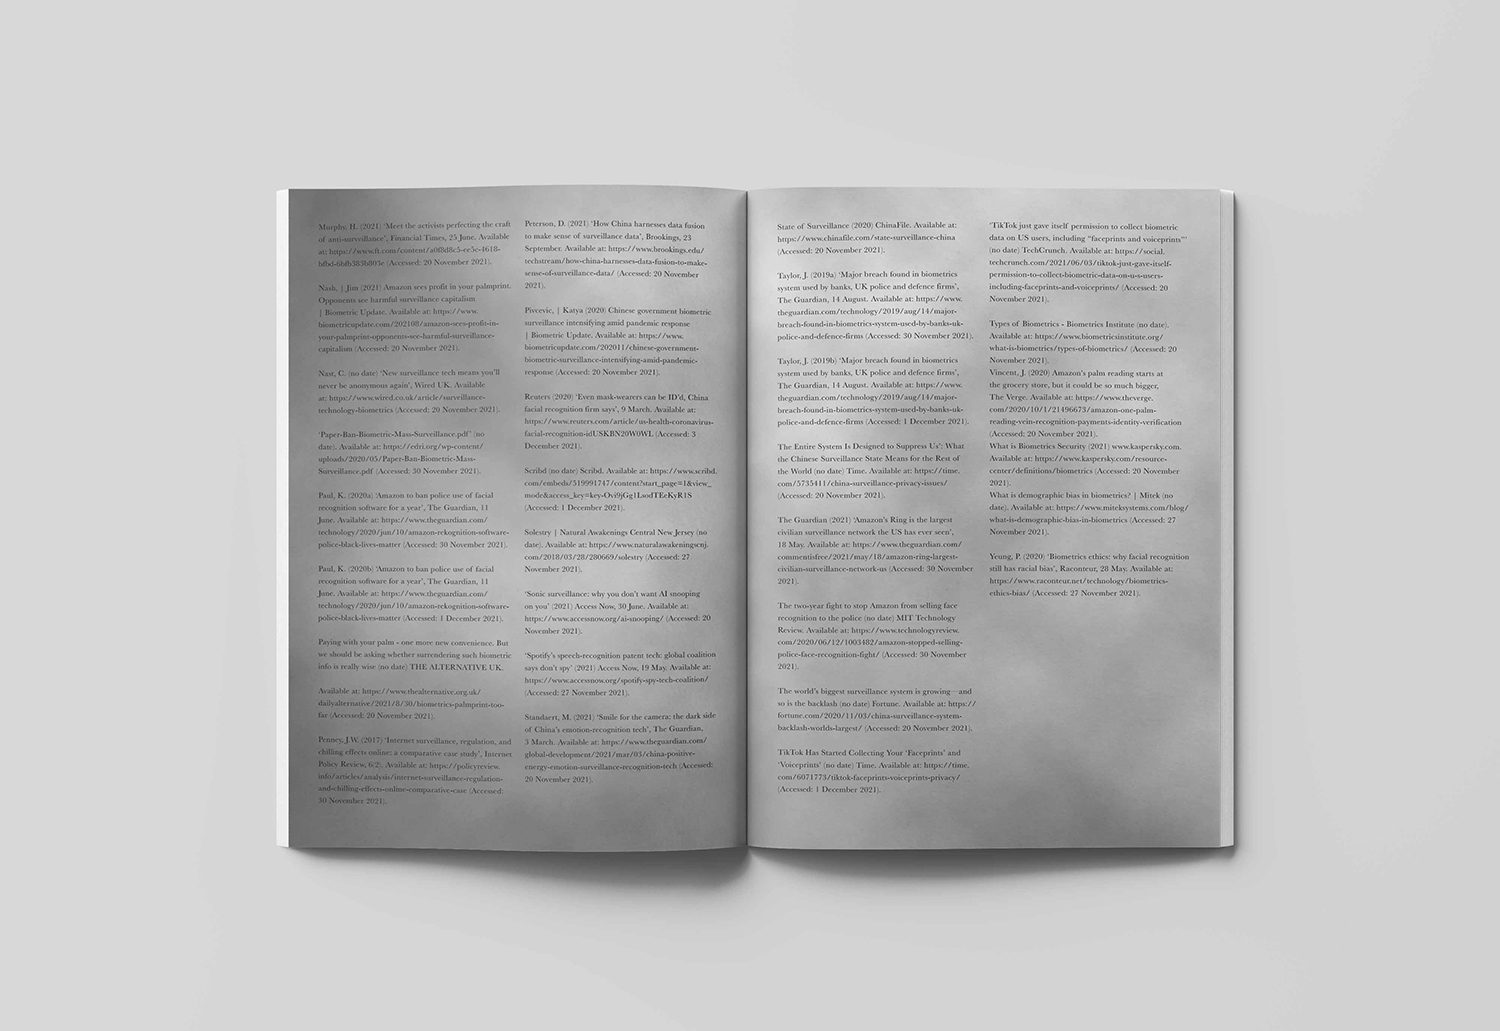 Murphy, H. (2021) ‘Meet the activists perfecting the craft
of anti-surveillance’, Financial Times, 25 June. Available
at: https://www.ft.com/content/
(Accessed: 20 November 2021).
Nash, | Jim (2021) Amazon sees profit in your palmprint.
Opponents see harmful surveillance capitalism
| Biometric Update. Available at: https://www.
biometricupdate.com/202108/amazon-sees-profit-in-
your-palmprint-opponents-see-harmful-surveillance-
capitalism (Accessed: 20 November 2021).
Nast, C. (no date) ‘New surveillance tech means you’ll
never be anonymous again’, Wired UK. Available
at: https://www.wired.co.uk/article/surveillance-
technology-biometrics (Accessed: 20 November 2021).
‘Paper-Ban-Biometric-Mass-Surveillance.pdf’ (no
date). Available at: https://edri.org/wp-content/
uploads/2020/05/Paper-Ban-Biometric-Mass-
Surveillance.pdf (Accessed: 30 November 2021).
Paul, K. (2020a) ‘Amazon to ban police use of facial
recognition software for a year’, The Guardian, 11
June. Available at: https://www.theguardian.com/
technology/2020/jun/10/amazon-rekognition-software-
police-black-lives-matter (Accessed: 30 November 2021).
Paul, K. (2020b) ‘Amazon to ban police use of facial
recognition software for a year’, The Guardian, 11
June. Available at: https://www.theguardian.com/
technology/2020/jun/10/amazon-rekognition-software-
police-black-lives-matter (Accessed: 1 December 2021).
Paying with your palm - one more new convenience. But
we should be asking whether surrendering such biometric
info is really wise (no date) THE ALTERNATIVE UK.
Available at: https://www.thealternative.org.uk/
dailyalternative/2021/8/30/biometrics-palmprint-too-
far (Accessed: 20 November 2021).
Penney, J.W. (2017) ‘Internet surveillance, regulation, and
chilling effects online: a comparative case study’, Internet
Policy Review, 6(2). Available at: https://policyreview.
info/articles/analysis/internet-surveillance-regulation-
and-chilling-effects-online-comparative-case (Accessed:
30 November 2021).
Peterson, D. (2021) ‘How China harnesses data fusion
to make sense of surveillance data’, Brookings, 23
September. Available at: https://www.brookings.edu/
techstream/how-china-harnesses-data-fusion-to-make-
sense-of-surveillance-data/ (Accessed: 20 November
2021).
Pivcevic, | Katya (2020) Chinese government biometric
surveillance intensifying amid pandemic response
| Biometric Update. Available at: https://www.
biometricupdate.com/202011/chinese-government-
biometric-surveillance-intensifying-amid-pandemic-
response (Accessed: 20 November 2021).
Reuters (2020) ‘Even mask-wearers can be ID’d, China
facial recognition firm says’, 9 March. Available at:
https://www.reuters.com/article/us-health-coronavirus-
facial-recognition-idUSKBN20W0WL (Accessed: 3
December 2021).
Scribd (no date) Scribd. Available at: https://www.scribd.
com/embeds/519991747/content?start_page=1&view_
mode&access_key=key-Ovi9jGg1LsodTEeKyR1S
(Accessed: 1 December 2021).
Solestry | Natural Awakenings Central New Jersey (no
date). Available at: https://www.naturalawakeningscnj.
com/2018/03/28/280669/solestry (Accessed: 27
November 2021).
‘Sonic surveillance: why you don’t want AI snooping
on you’ (2021) Access Now, 30 June. Available at:
https://www.accessnow.org/ai-snooping/ (Accessed: 20
November 2021).
‘Spotify’s speech-recognition patent tech: global coalition
says don’t spy’ (2021) Access Now, 19 May. Available at:
https://www.accessnow.org/spotify-spy-tech-coalition/
(Accessed: 27 November 2021).
Standaert, M. (2021) ‘Smile for the camera: the dark side
of China’s emotion-recognition tech’, The Guardian,
3 March. Available at: https://www.theguardian.com/
global-development/2021/mar/03/china-positive-
energy-emotion-surveillance-recognition-tech (Accessed:
20 November 2021).
State of Surveillance (2020) ChinaFile. Available at:
https://www.chinafile.com/state-surveillance-china
(Accessed: 20 November 2021).
Taylor, J. (2019a) ‘Major breach found in biometrics
system used by banks, UK police and defence firms’,
The Guardian, 14 August. Available at: https://www.
theguardian.com/technology/2019/aug/14/major-
breach-found-in-biometrics-system-used-by-banks-uk-
police-and-defence-firms (Accessed: 30 November 2021).
Taylor, J. (2019b) ‘Major breach found in biometrics
system used by banks, UK police and defence firms’,
The Guardian, 14 August. Available at: https://www.
theguardian.com/technology/2019/aug/14/major-
breach-found-in-biometrics-system-used-by-banks-uk-
police-and-defence-firms (Accessed: 1 December 2021).
The Entire System Is Designed to Suppress Us’: What
the Chinese Surveillance State Means for the Rest of
the World (no date) Time. Available at: https://time.
com/5735411/china-surveillance-privacy-issues/
(Accessed: 20 November 2021).
The Guardian (2021) ‘Amazon’s Ring is the largest
civilian surveillance network the US has ever seen’,
18 May. Available at: https://www.theguardian.com/
commentisfree/2021/may/18/amazon-ring-largest-
civilian-surveillance-network-us (Accessed: 30 November
2021).
The two-year fight to stop Amazon from selling face
recognition to the police (no date) MIT Technology
Review. Available at: https://www.technologyreview.
com/2020/06/12/1003482/amazon-stopped-selling-
police-face-recognition-fight/ (Accessed: 30 November
2021).
The world’s biggest surveillance system is growing—and
so is the backlash (no date) Fortune. Available at: https://
fortune.com/2020/11/03/china-surveillance-system-
backlash-worlds-largest/ (Accessed: 20 November 2021).
TikTok Has Started Collecting Your ‘Faceprints’ and
‘Voiceprints’ (no date) Time. Available at: https://time.
com/6071773/tiktok-faceprints-voiceprints-privacy/
(Accessed: 1 December 2021).
‘TikTok just gave itself permission to collect biometric
data on US users, including “faceprints and voiceprints”’
(no date) TechCrunch. Available at: https://social.
techcrunch.com/2021/06/03/tiktok-just-gave-itself-
permission-to-collect-biometric-data-on-u-s-users-
including-faceprints-and-voiceprints/ (Accessed: 20
November 2021).
Types of Biometrics - Biometrics Institute (no date).
Available at: https://www.biometricsinstitute.org/
what-is-biometrics/types-of-biometrics/ (Accessed: 20
November 2021).
Vincent, J. (2020) Amazon’s palm reading starts at
the grocery store, but it could be so much bigger,
The Verge. Available at: https://www.theverge.
com/2020/10/1/21496673/amazon-one-palm-
reading-vein-recognition-payments-identity-verification
(Accessed: 20 November 2021).
What is Biometrics Security (2021) www.kaspersky.com.
Available at: https://www.kaspersky.com/resource-
center/definitions/biometrics (Accessed: 20 November
2021).
What is demographic bias in biometrics? | Mitek (no
date). Available at: https://www.miteksystems.com/blog/
what-is-demographic-bias-in-biometrics (Accessed: 27
November 2021).
Yeung, P. (2020) ‘Biometrics ethics: why facial recognition
still has racial bias’, Raconteur, 28 May. Available at:
https://www.raconteur.net/technology/biometrics-
ethics-bias/ (Accessed: 27 November 2021).